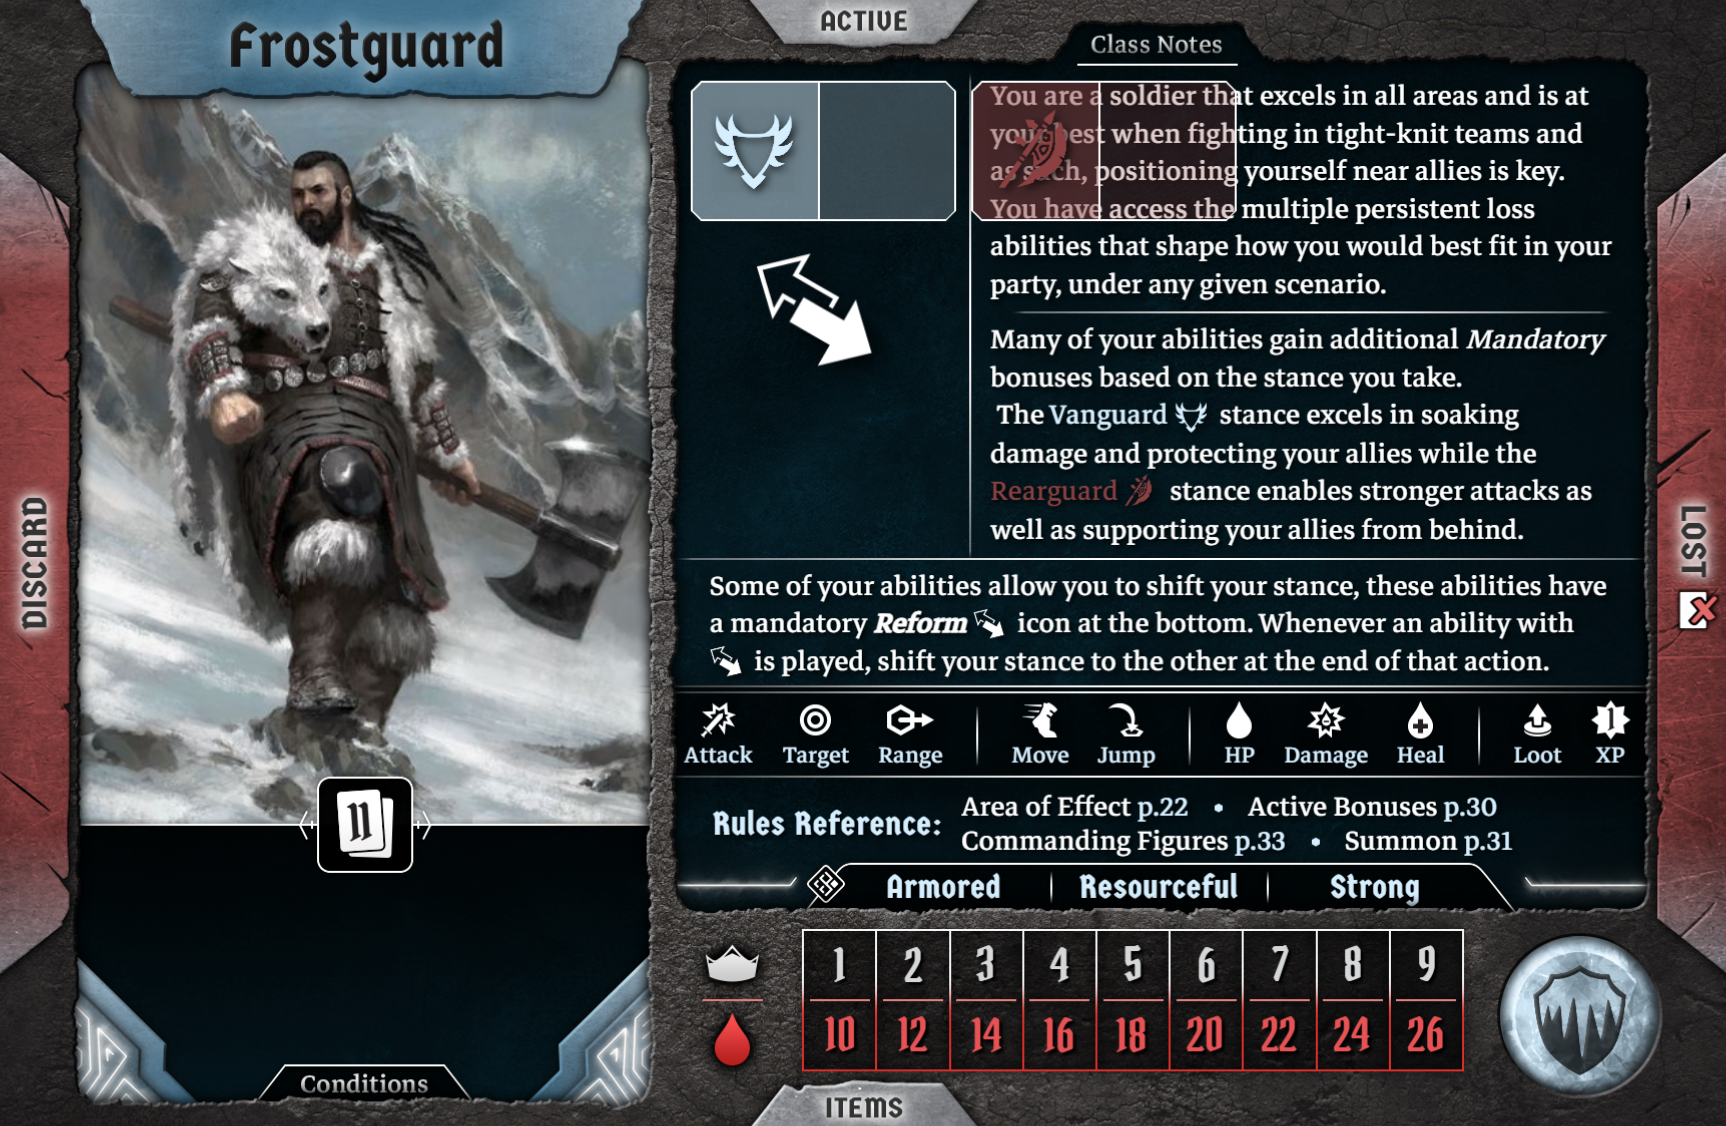 Frostguard
ACTIVE
Class Notes
You are a soldier that excels in all areas and is at
your best when fighting in tight-knit teams and
as such, positioning yourself near allies is key.
You have access the multiple persistent loss
abilities that shape how you would best fit in your
party, under any given scenario.
Many of your abilities gain additional Mandatory
bonuses based on the stance you take.
The Vanguard stance excels in soaking
damage and protecting your allies while the
Rearguard stance enables stronger attacks as
well as supporting your allies from behind.
Some of your abilities allow you to shift your stance, these abilities have
a mandatory Reform icon at the bottom. Whenever an ability with
is played, shift your stance to the other at the end of that action.
Attack Target Range Move Jump HP Damage Heal Loot 1 XP
Rules Reference: Area of Effect p.22 • Active Bonuses p.30
Commanding Figures p.33 • Summon p.31
Armored Resourceful Strong
1 2 3 4 5 6 7 8 9
10 12 14 16 18 20 22 24 26
11
Conditions
ITEMS
DISCARD
LOST